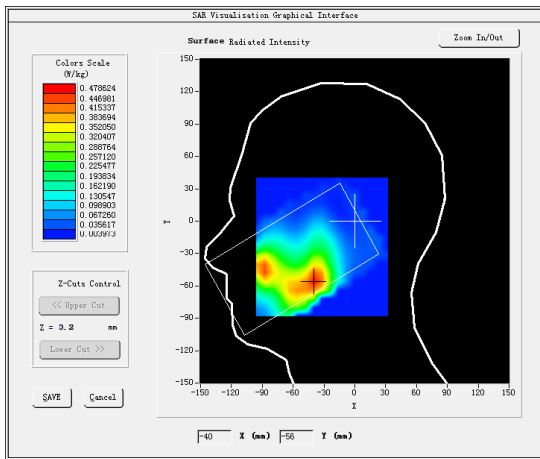 SAR Visualisation Graphical Interface
Surface Radiated Intensity
Zoom In/Out
Colors Scale
(W/kg)
0.478624
0.446981
0.415337
0.383694
0.352050
0.320407
0.288764
0.257120
0.225477
0.193834
0.162190
0.130547
0.098903
0.067260
0.035617
0.003973
Z-Cuts Control
<< Upper Cut
Z = 0.2 mm
Lower Cut >>
SAVE
Cancel
150
120
90
60
30
0
-30
-60
-90
-120
-150
Y
-150 -120 -90 -60 -30 0 30 60 90 120 150
X
-40 X (mm) -56 Y (mm)